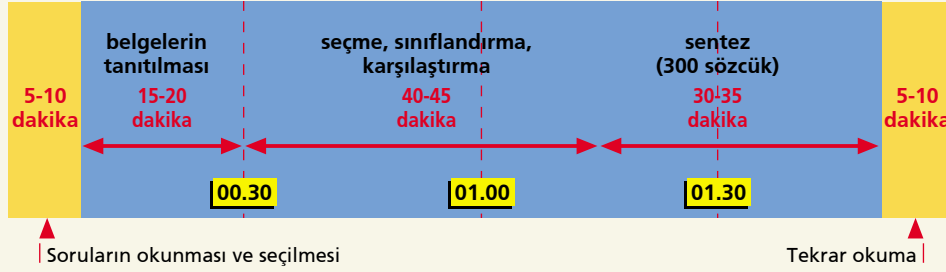 belgelerin
tanıtılması
seçme, sınıflandırma,
karşılaştırma
sentez
(300 sözcük)
5-10
dakika
15-20
dakika
40-45
dakika
30-35
dakika
5-10
dakika
00.30
01.00
01.30
Soruların okunması ve seçilmesi
Tekrar okuma